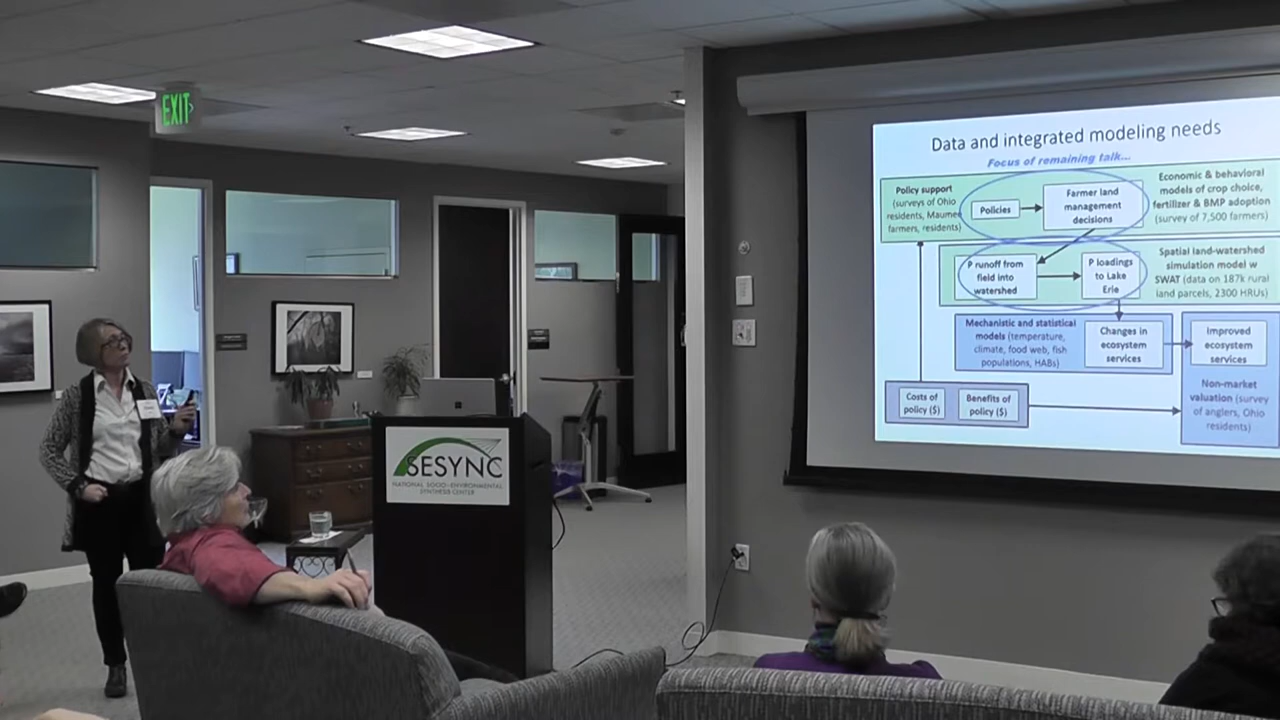 EXIT
Data and integrated modeling needs
Focus of remaining talk...
Policy support
(surveys of Ohio
residents, Maumee
farmers, residents)
Policies
Farmer land
management
decisions
Economic & behavioral
models of crop choice,
fertilizer & BMP adoption
(survey of 7,500 farmers)
P runoff from
field into
watershed
P loadings
to Lake
Erie
Spatial land-watershed
simulation model w
SWAT (data on 187k rural
land parcels, 2300 HRUs)
Mechanistic and statistical
models (temperature,
climate, food web, fish
populations, HABs)
Changes in
ecosystem
services
Improved
ecosystem
services
Non-market
valuation (survey
of anglers, Ohio
residents)
Costs of
policy ($)
Benefits of
policy ($)
SESYNC
NATIONAL SOCIO-ENVIRONMENTAL
SYNTHESIS CENTER